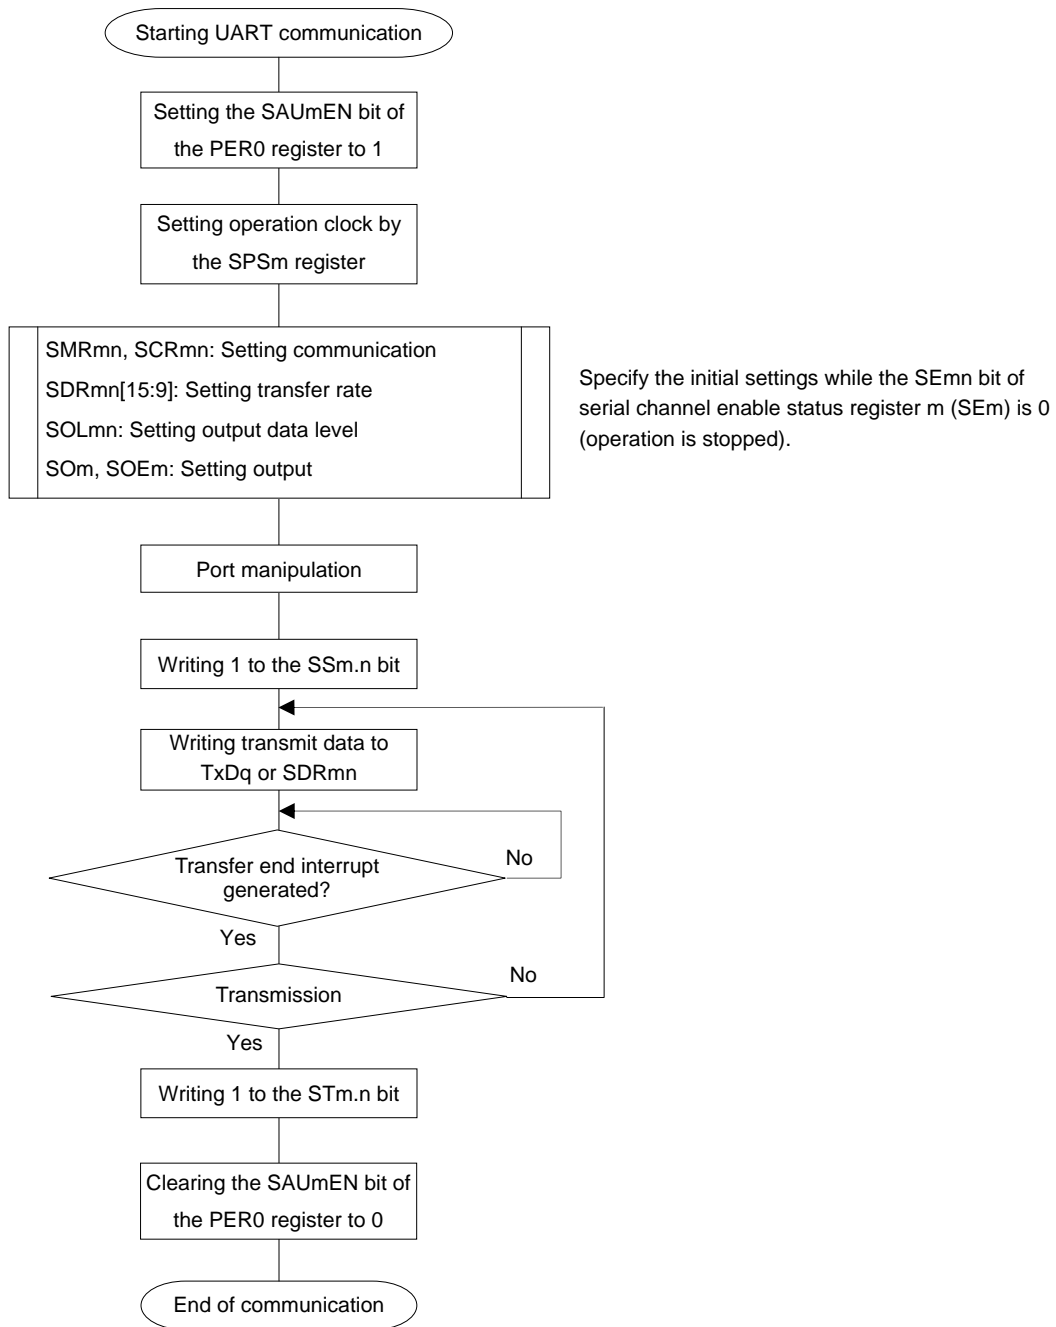 Starting UART communication
Setting the SAUmEN bit of
the PER0 register to 1
Setting operation clock by
the SPSm register
SMRmn, SCRmn: Setting communication
SDRmn[15:9]: Setting transfer rate
SOLmn: Setting output data level
SOm, SOEm: Setting output
Specify the initial settings while the SEmn bit of
serial channel enable status register m (SEm) is 0
(operation is stopped).
Port manipulation
Writing 1 to the SSm.n bit
Writing transmit data to
TxDq or SDRmn
Transfer end interrupt
generated?
No
Yes
Transmission
No
Yes
Writing 1 to the STm.n bit
Clearing the SAUmEN bit of
the PER0 register to 0
End of communication